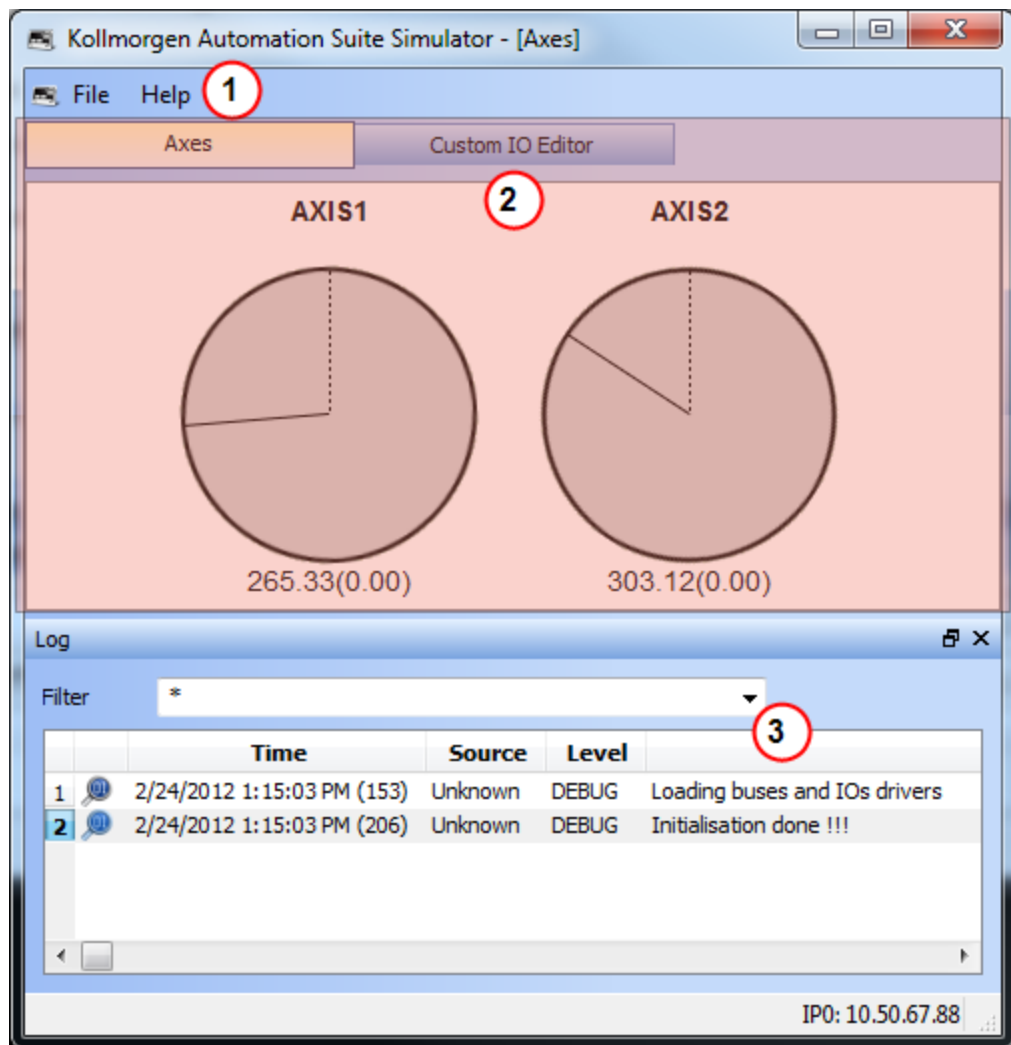 Kollmorgen Automation Suite Simulator - [Axes]
File Help 1
Axes Custom IO Editor
2
AXIS1 AXIS2
265.33(0.00) 303.12(0.00)
Log
Filter *
3
Time Source Level
1 2/24/2012 1:15:03 PM (153) Unknown DEBUG Loading buses and IOs drivers
2 2/24/2012 1:15:03 PM (206) Unknown DEBUG Initialisation done !!!
IP0: 10.50.67.88